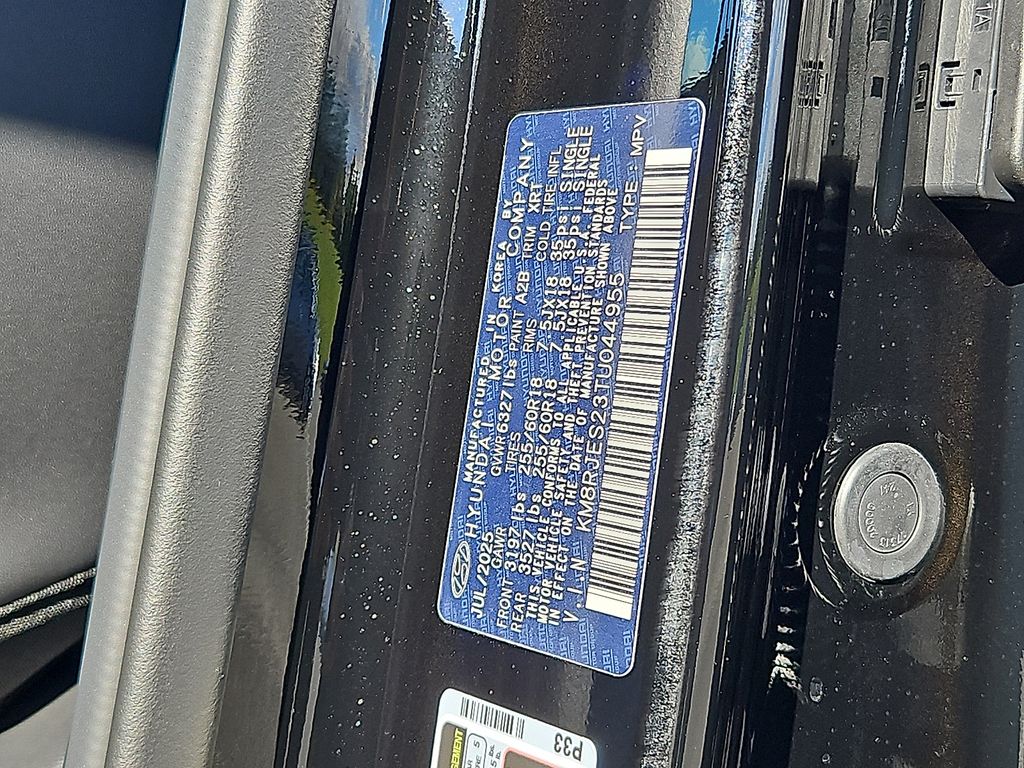 HYUNDAI MOTOR COMPANY
MANUFACTURED IN KOREA BY
JUL/2025 GVWR 6327 lbs PAINT A2B TRIM XRT
GAWR TIRES RIMS COLD TIRE INFL
FRONT 3197 lbs 255/60R18 7.5JX18 35 Psi SINGLE
REAR 3527 lbs 255/60R18 7.5JX18 35 Psi SINGLE
THIS VEHICLE CONFORMS TO ALL APPLICABLE U.S.A FEDERAL
MOTOR VEHICLE SAFETY AND THEFT PREVENTION STANDARDS
IN EFFECT ON THE DATE OF MANUFACTURE SHOWN ABOVE
V.I.N KM8RJES23TU044955 TYPE : MPV
P33
1A